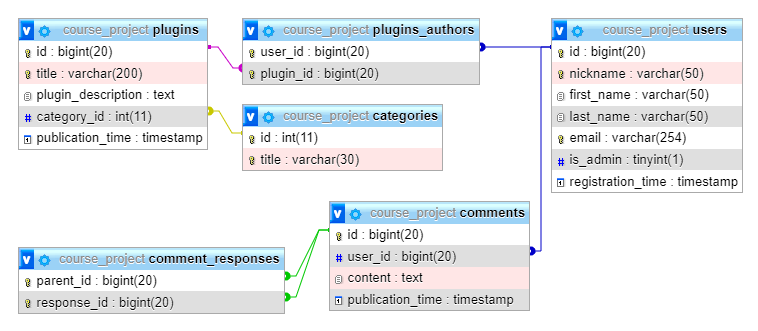 course_project plugins
id : bigint(20)
title : varchar(200)
plugin_description : text
category_id : int(11)
publication_time : timestamp
course_project plugins_authors
user_id : bigint(20)
plugin_id : bigint(20)
course_project categories
id : int(11)
title : varchar(30)
course_project users
id : bigint(20)
nickname : varchar(50)
first_name : varchar(50)
last_name : varchar(50)
email : varchar(254)
is_admin : tinyint(1)
registration_time : timestamp
course_project comments
id : bigint(20)
user_id : bigint(20)
content : text
publication_time : timestamp
course_project comment_responses
parent_id : bigint(20)
response_id : bigint(20)